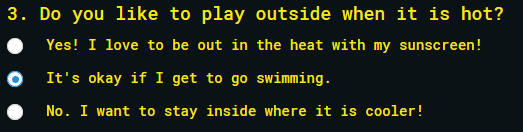 3. Do you like to play outside when it is hot?
Yes! I love to be out in the heat with my sunscreen!
It's okay if I get to go swimming.
No. I want to stay inside where it is cooler!